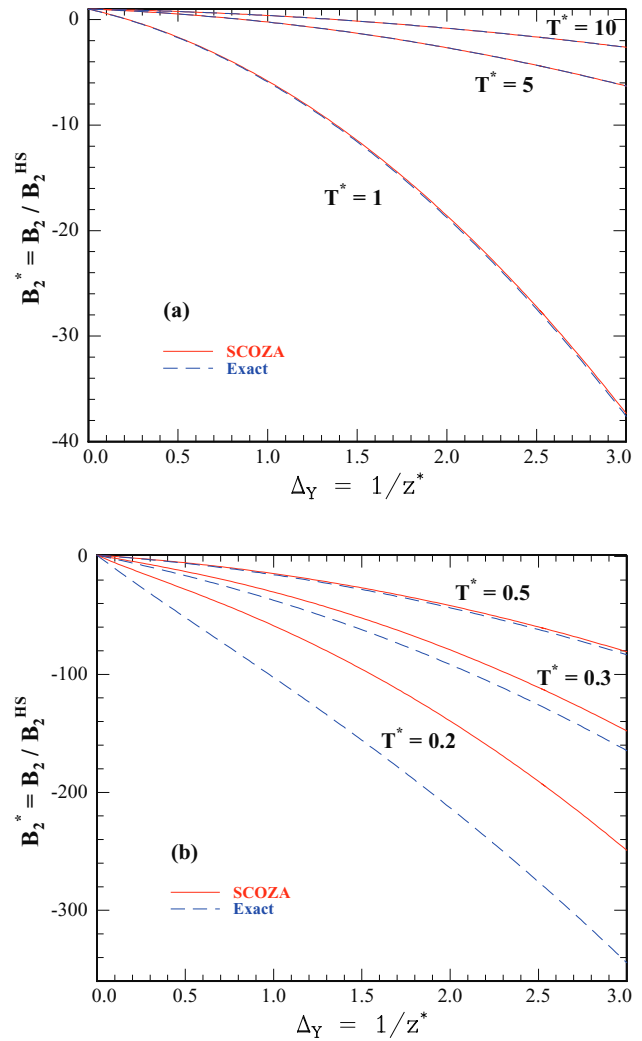 0
-10
-20
-30
-40
B₂* = B₂ / B₂ᴴˢ
T* = 10
T* = 5
T* = 1
(a)
SCOZA
Exact
0.0 0.5 1.0 1.5 2.0 2.5 3.0
Δ_Y = 1/z*
0
-100
-200
-300
B₂* = B₂ / B₂ᴴˢ
T* = 0.5
T* = 0.3
T* = 0.2
(b)
SCOZA
Exact
0.0 0.5 1.0 1.5 2.0 2.5 3.0
Δ_Y = 1/z*